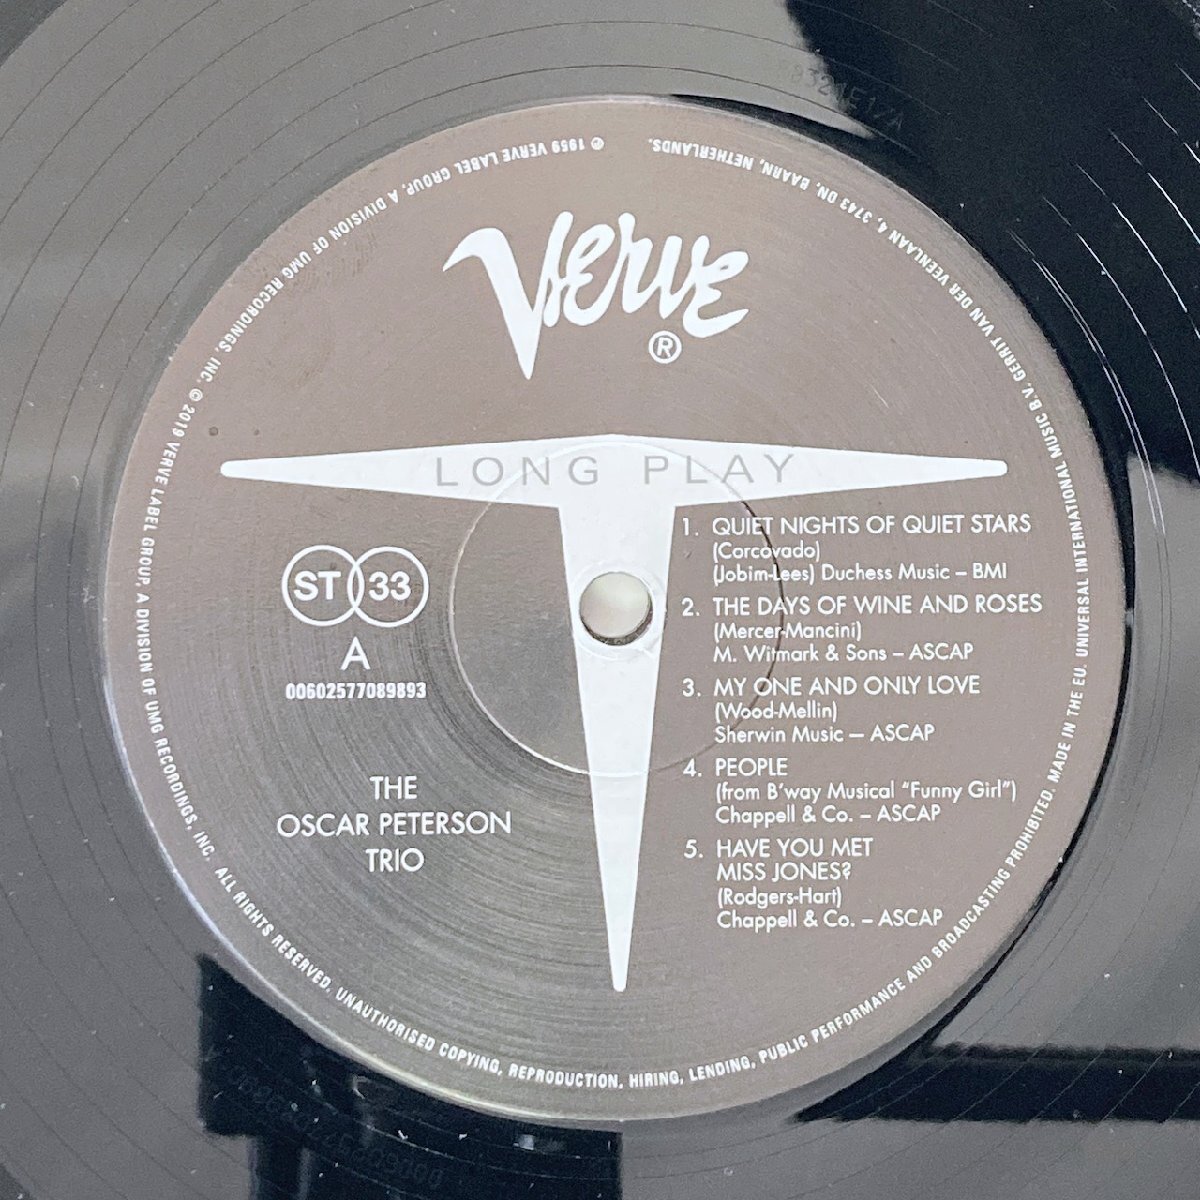 Verve
®
LONG PLAY
ST 33
A
00602577089893
THE
OSCAR PETERSON
TRIO
1. QUIET NIGHTS OF QUIET STARS
(Corcovado)
(Jobim-Lees) Duchess Music – BMI
2. THE DAYS OF WINE AND ROSES
(Mercer-Mancini)
M. Witmark & Sons – ASCAP
3. MY ONE AND ONLY LOVE
(Wood-Mellin)
Sherwin Music – ASCAP
4. PEOPLE
(from B'way Musical “Funny Girl”)
Chappell & Co. – ASCAP
5. HAVE YOU MET
MISS JONES?
(Rodgers-Hart)
Chappell & Co. – ASCAP
℗ 1959 VERVE LABEL GROUP, A DIVISION OF UMG RECORDINGS, INC. © 2019 VERVE LABEL GROUP, A DIVISION OF UMG RECORDINGS, INC. ALL RIGHTS RESERVED. UNAUTHORISED COPYING, REPRODUCTION, HIRING, LENDING, PUBLIC PERFORMANCE AND BROADCASTING PROHIBITED. MADE IN THE EU. UNIVERSAL INTERNATIONAL MUSIC B.V. GERRIT VAN DER VEENLAAN 4, 3743 DN, BAARN, NETHERLANDS.